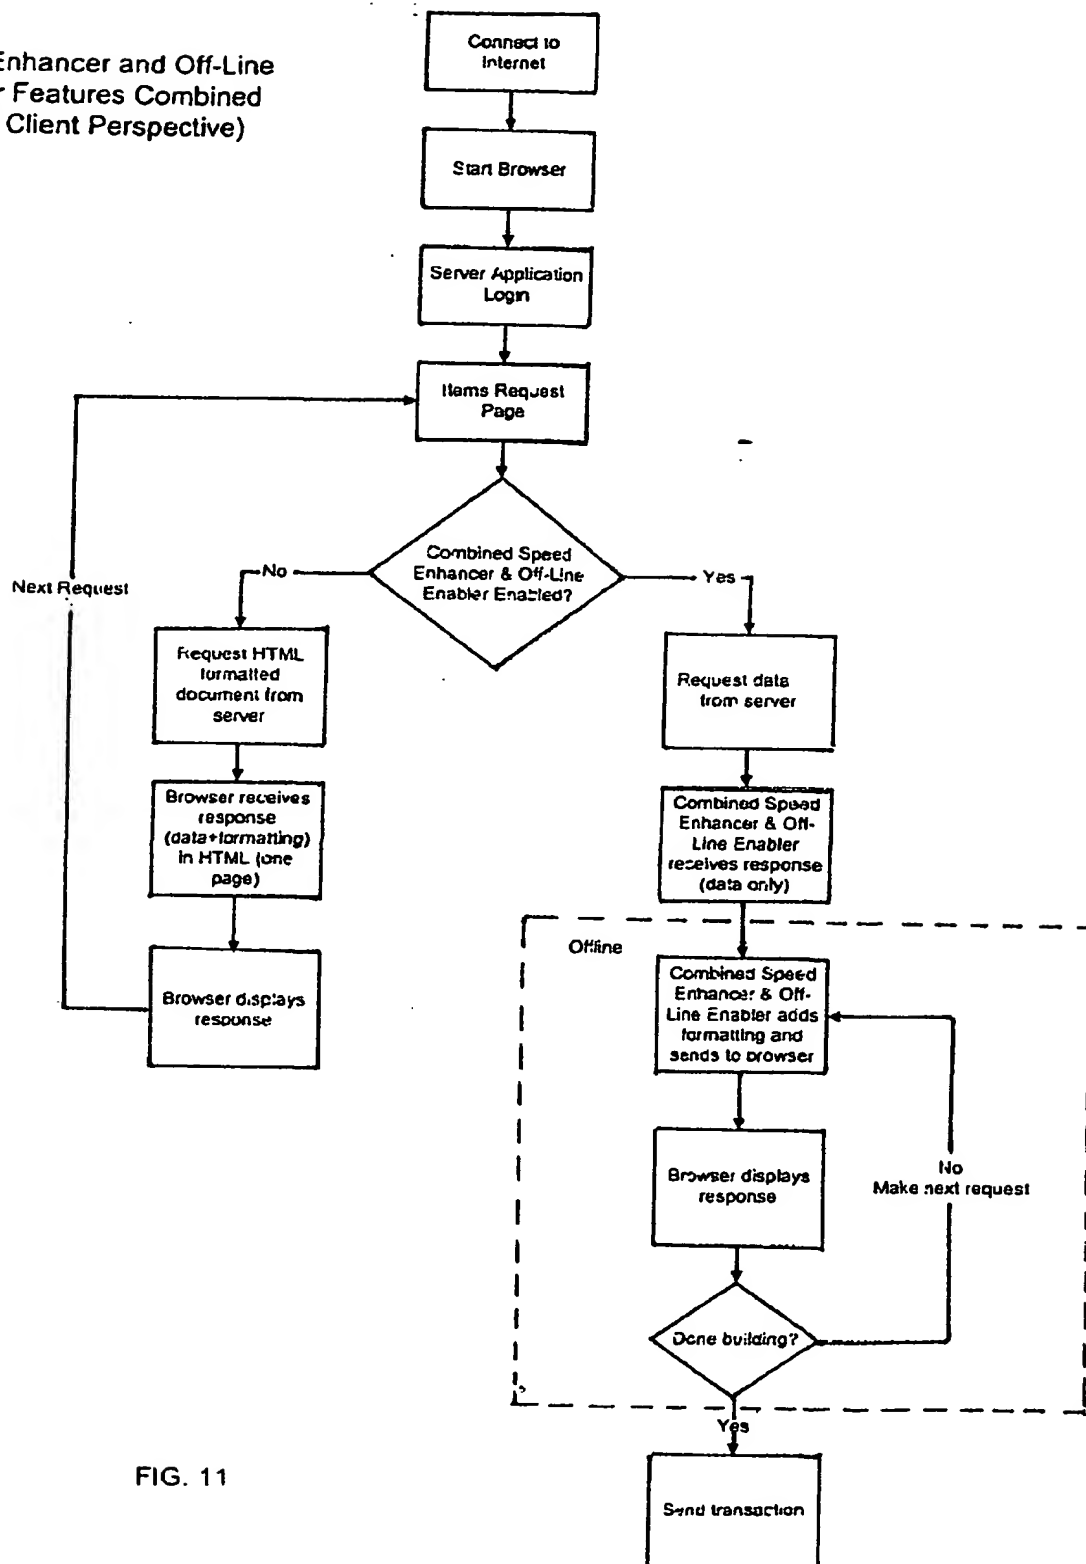 Enhancer and Off-Line
r Features Combined
Client Perspective)
Connect to
Internet
Start Browser
Server Application
Login
Items Request
Page
Combined Speed
Enhancer & Off-Line
Enabler Enabled?
No
Yes
Next Request
Request HTML
formatted
document from
server
Request data
from server
Browser receives
response
(data+formatting)
in HTML (one
page)
Combined Speed
Enhancer & Off-
Line Enabler
receives response
(data only)
Offline
Browser displays
response
Combined Speed
Enhancer & Off-
Line Enabler adds
formatting and
sends to browser
Browser displays
response
No
Make next request
Done building?
Yes
Send transaction
FIG. 11